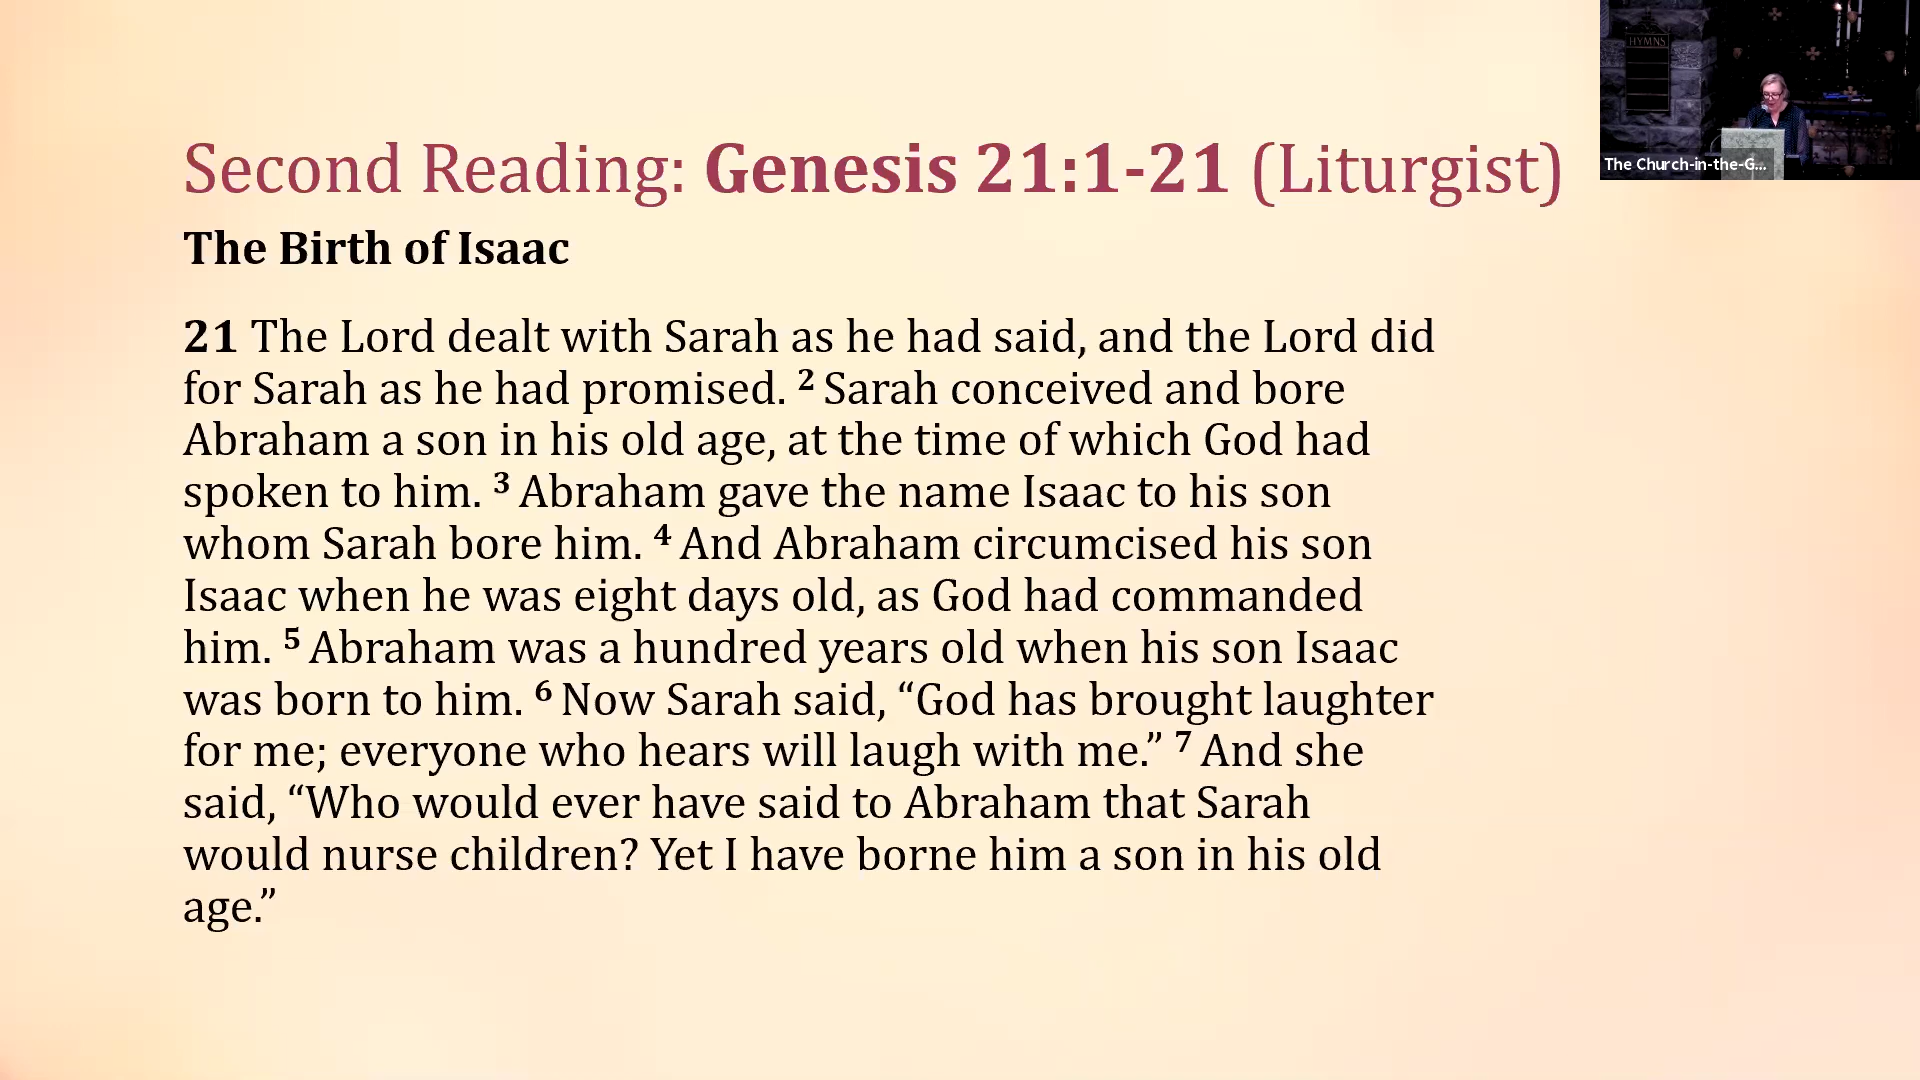 Second Reading: Genesis 21:1-21 (Liturgist)
The Birth of Isaac
21 The Lord dealt with Sarah as he had said, and the Lord did
for Sarah as he had promised. 2 Sarah conceived and bore
Abraham a son in his old age, at the time of which God had
spoken to him. 3 Abraham gave the name Isaac to his son
whom Sarah bore him. 4 And Abraham circumcised his son
Isaac when he was eight days old, as God had commanded
him. 5 Abraham was a hundred years old when his son Isaac
was born to him. 6 Now Sarah said, “God has brought laughter
for me; everyone who hears will laugh with me.” 7 And she
said, “Who would ever have said to Abraham that Sarah
would nurse children? Yet I have borne him a son in his old
age.”
HYMNS
The Church-in-the-G...